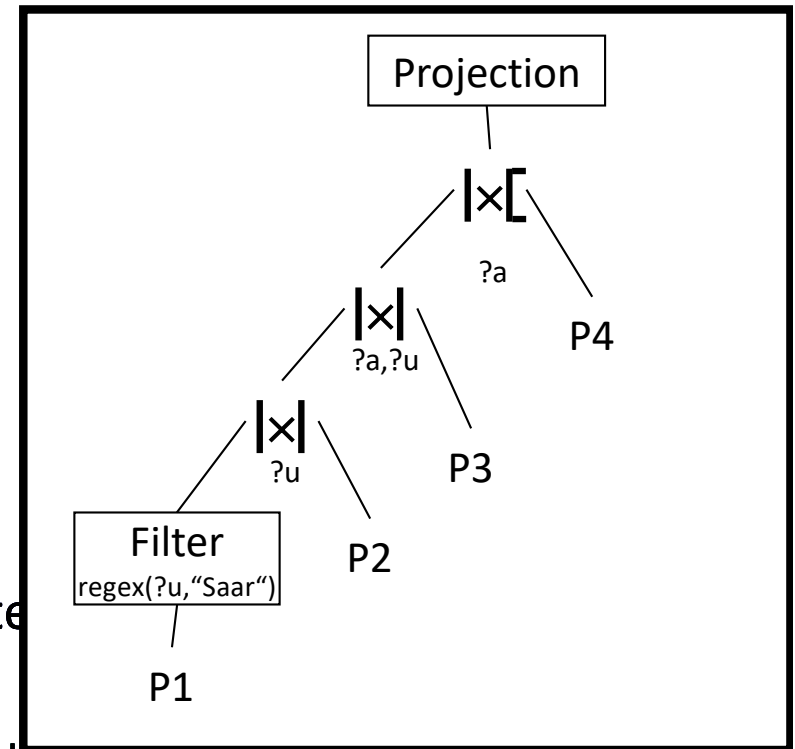 Projection
?a
P4
?a,?u
P3
?u
P2
Filter
regex(?u,“Saar“)
P1